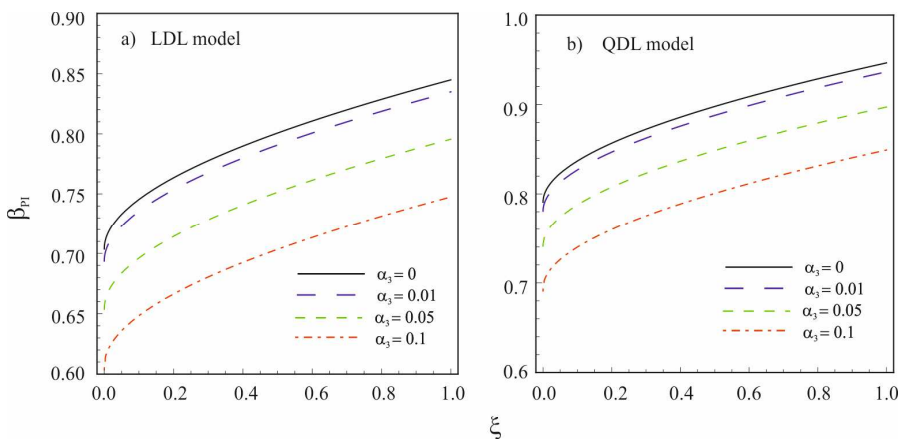 a) LDL model
0.90
0.85
0.80
0.75
0.70
0.65
0.60
β_PI
0.0 0.2 0.4 0.6 0.8 1.0
α₃ = 0
α₃ = 0.01
α₃ = 0.05
α₃ = 0.1
b) QDL model
1.0
0.9
0.8
0.7
0.6
0.0 0.2 0.4 0.6 0.8 1.0
α₃ = 0
α₃ = 0.01
α₃ = 0.05
α₃ = 0.1
ξ